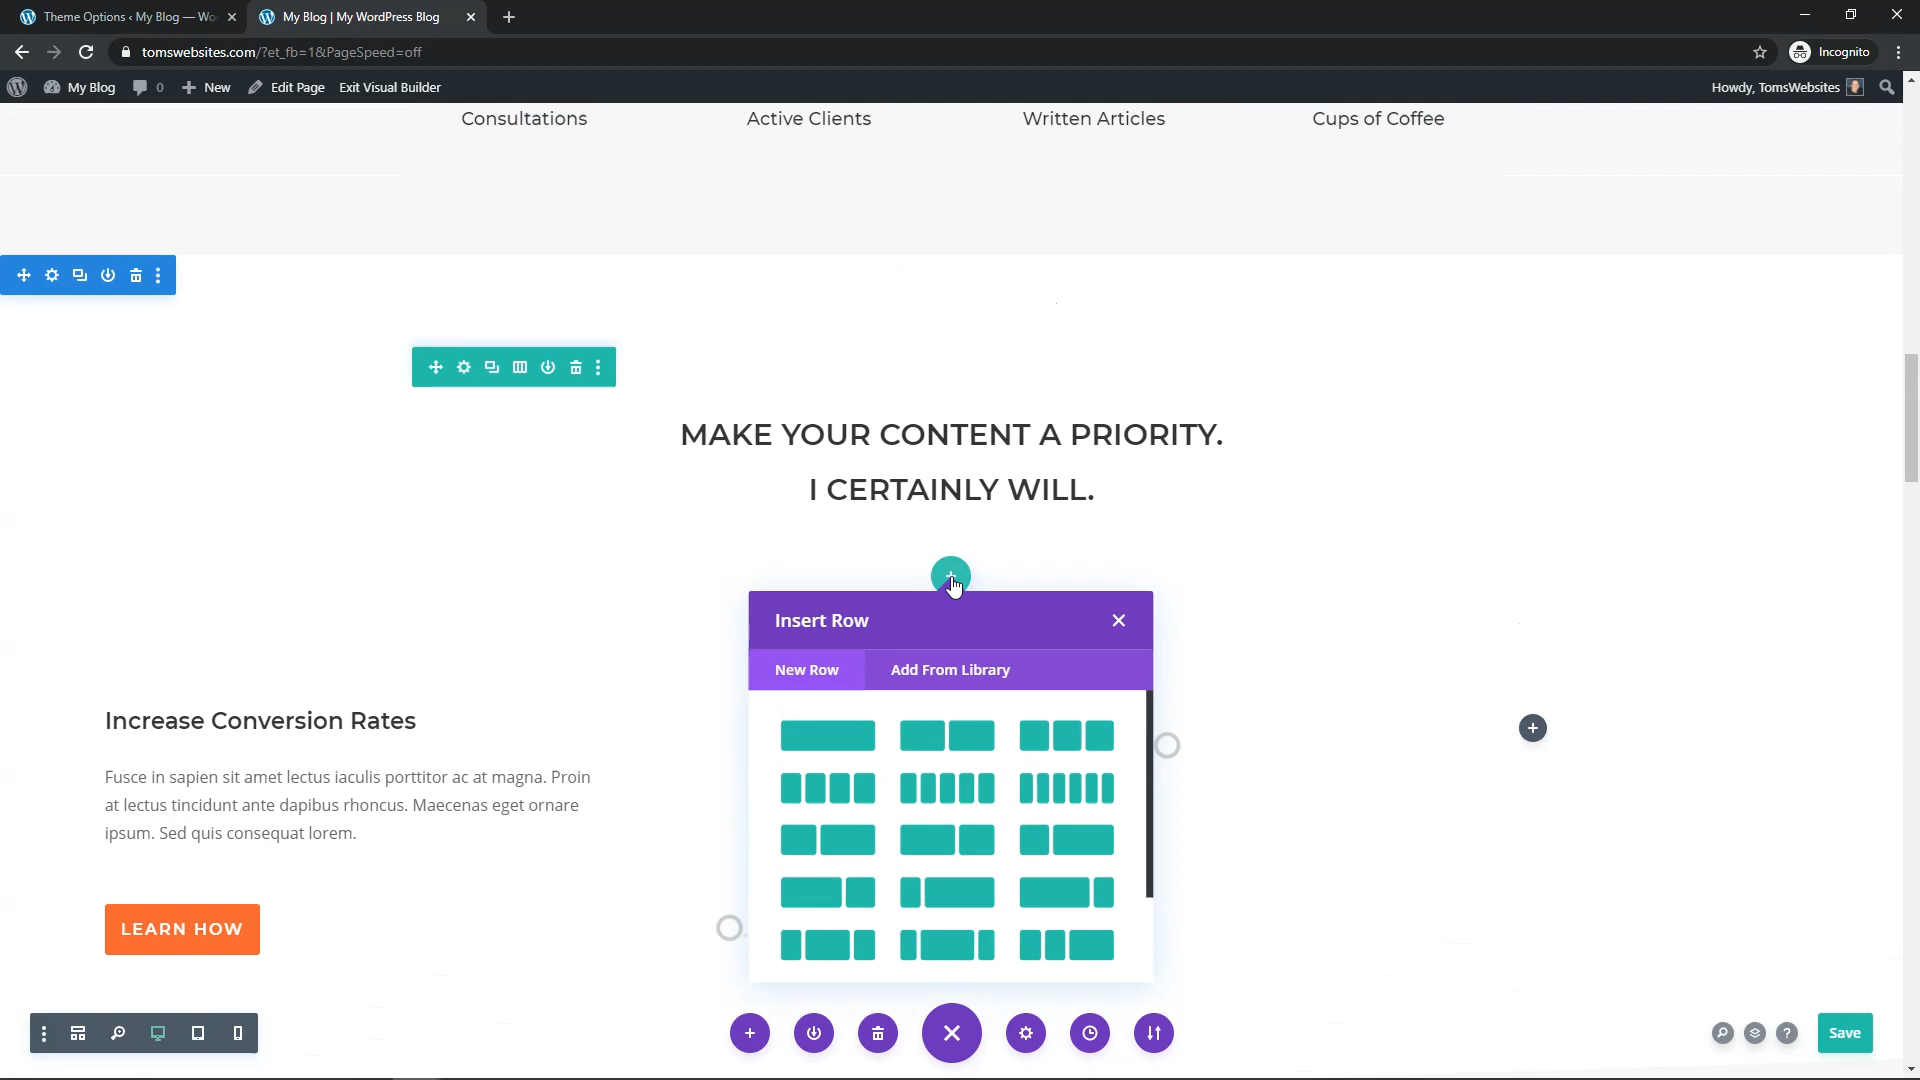 Theme Options ‹ My Blog — Wor
My Blog | My WordPress Blog
tomswebsites.com/?et_fb=1&PageSpeed=off
Incognito
My Blog
0
New
Edit Page
Exit Visual Builder
Howdy, TomsWebsites
Consultations
Active Clients
Written Articles
Cups of Coffee
MAKE YOUR CONTENT A PRIORITY.
I CERTAINLY WILL.
Insert Row
New Row
Add From Library
Increase Conversion Rates
Fusce in sapien sit amet lectus iaculis porttitor ac at magna. Proin
at lectus tincidunt ante dapibus rhoncus. Maecenas eget ornare
ipsum. Sed quis consequat lorem.
LEARN HOW
Save